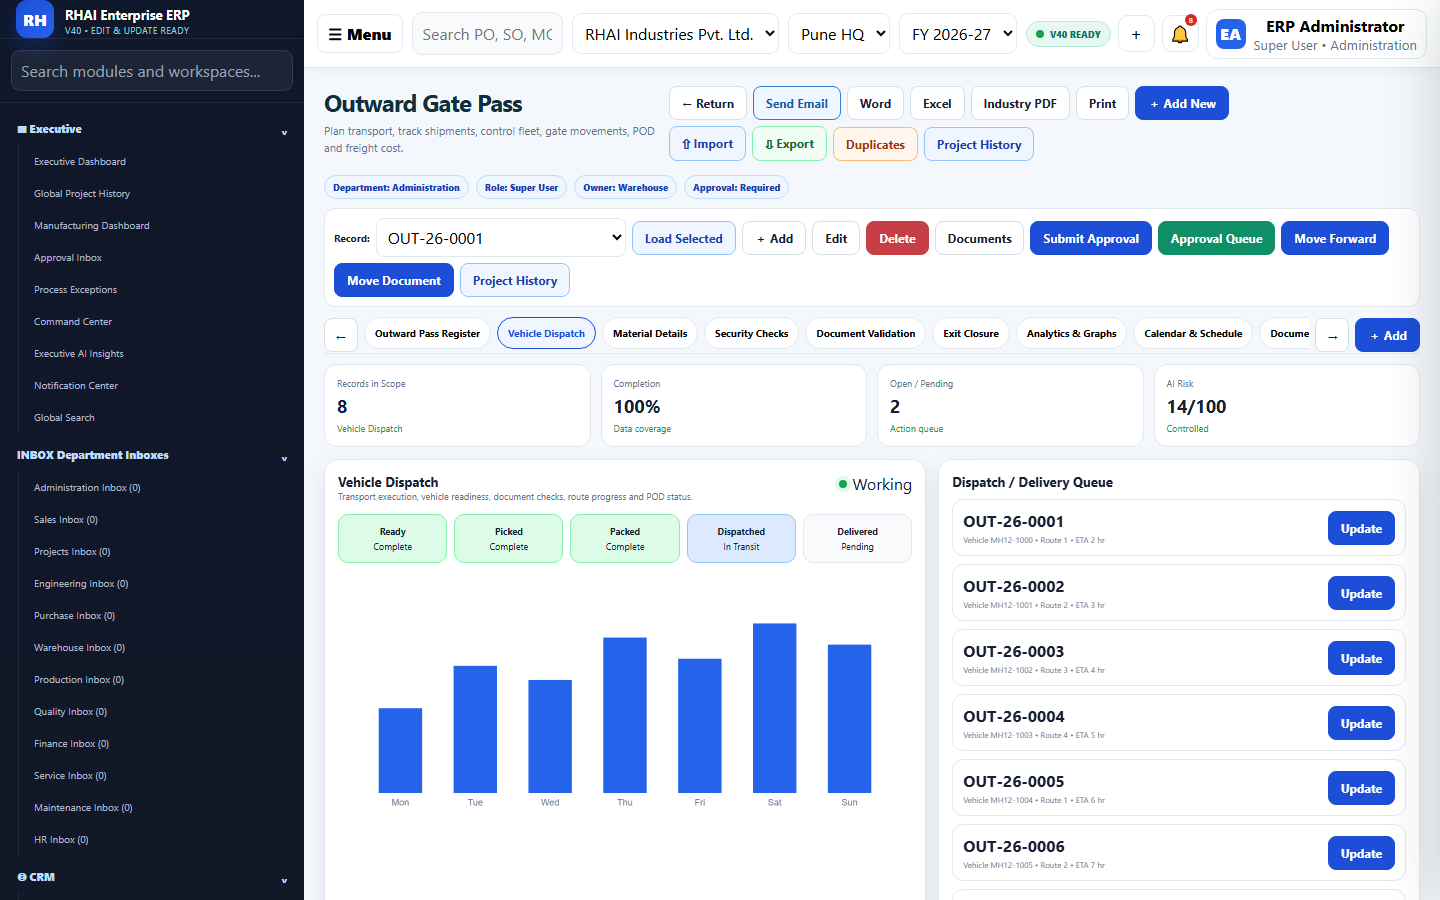 RH
RHAI Enterprise ERP
V40 • EDIT & UPDATE READY
Search modules and workspaces...
Executive
Executive Dashboard
Global Project History
Manufacturing Dashboard
Approval Inbox
Process Exceptions
Command Center
Executive AI Insights
Notification Center
Global Search
INBOX Department Inboxes
Administration Inbox (0)
Sales Inbox (0)
Projects Inbox (0)
Engineering Inbox (0)
Purchase Inbox (0)
Warehouse Inbox (0)
Production Inbox (0)
Quality Inbox (0)
Finance Inbox (0)
Service Inbox (0)
Maintenance Inbox (0)
HR Inbox (0)
CRM
☰ Menu
Search PO, SO, MC
RHAI Industries Pvt. Ltd.
Pune HQ
FY 2026-27
V40 READY
+
8
EA
ERP Administrator
Super User • Administration
Outward Gate Pass
Plan transport, track shipments, control fleet, gate movements, POD
and freight cost.
← Return
Send Email
Word
Excel
Industry PDF
Print
+ Add New
⇧ Import
⇩ Export
Duplicates
Project History
Department: Administration
Role: Super User
Owner: Warehouse
Approval: Required
Record:
OUT-26-0001
Load Selected
+ Add
Edit
Delete
Documents
Submit Approval
Approval Queue
Move Forward
Move Document
Project History
←
Outward Pass Register
Vehicle Dispatch
Material Details
Security Checks
Document Validation
Exit Closure
Analytics & Graphs
Calendar & Schedule
Docume
→
+ Add
Records in Scope
8
Vehicle Dispatch
Completion
100%
Data coverage
Open / Pending
2
Action queue
AI Risk
14/100
Controlled
Vehicle Dispatch
Transport execution, vehicle readiness, document checks, route progress and POD status.
Working
Ready
Complete
Picked
Complete
Packed
Complete
Dispatched
In Transit
Delivered
Pending
Mon
Tue
Wed
Thu
Fri
Sat
Sun
Dispatch / Delivery Queue
OUT-26-0001
Vehicle MH12-1000 • Route 1 • ETA 2 hr
Update
OUT-26-0002
Vehicle MH12-1001 • Route 2 • ETA 3 hr
Update
OUT-26-0003
Vehicle MH12-1002 • Route 3 • ETA 4 hr
Update
OUT-26-0004
Vehicle MH12-1003 • Route 4 • ETA 5 hr
Update
OUT-26-0005
Vehicle MH12-1004 • Route 1 • ETA 6 hr
Update
OUT-26-0006
Vehicle MH12-1005 • Route 2 • ETA 7 hr
Update